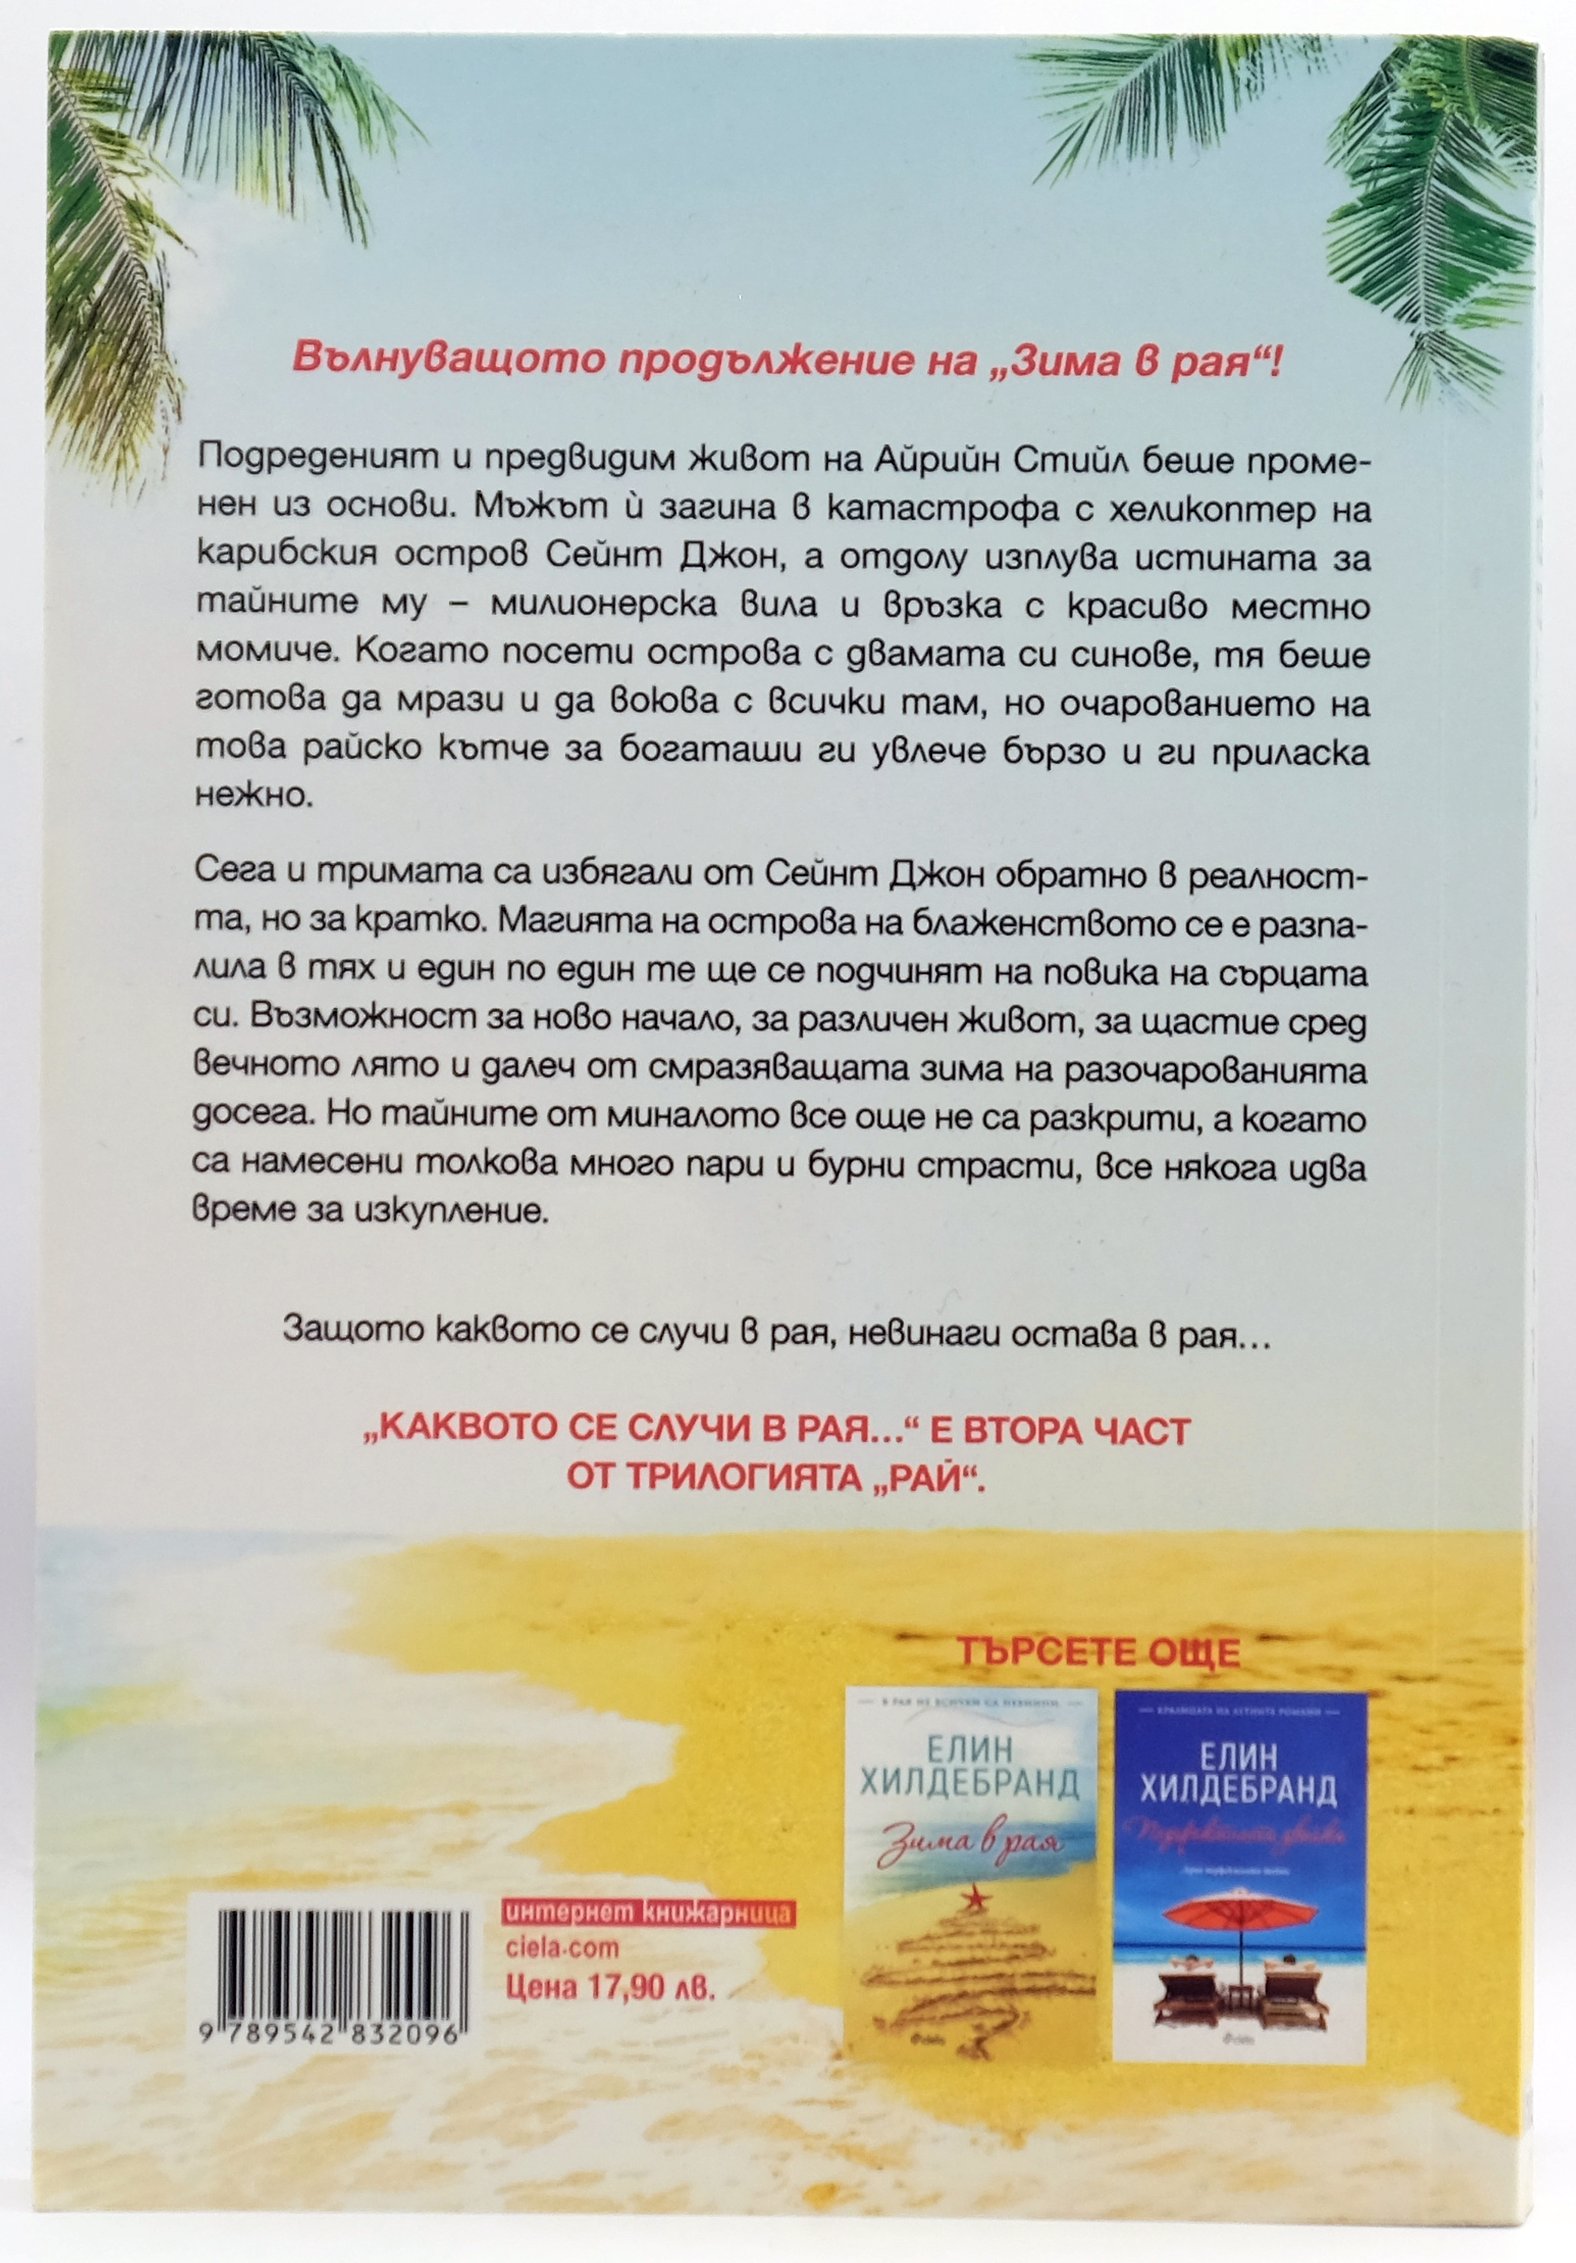 Вълнуващото продължение на „Зима в рая“!
Подреденият и предвидим живот на Айрийн Стийл беше проме-
нен из основи. Мъжът ѝ загина в катастрофа с хеликоптер на
карибския остров Сейнт Джон, а отдолу изплува истината за
тайните му – милионерска вила и връзка с красиво местно
момиче. Когато посети острова с двамата си синове, тя беше
готова да мрази и да воюва с всички там, но очарованието на
това райско кътче за богаташи ги увлече бързо и ги приласка
нежно.
Сега и тримата са избягали от Сейнт Джон обратно в реалност-
та, но за кратко. Магията на острова на блаженството се е разпа-
лила в тях и един по един те ще се подчинят на повика на сърцата
си. Възможност за ново начало, за различен живот, за щастие сред
вечното лято и далеч от смразяващата зима на разочарованията
досега. Но тайните от миналото все още не са разкрити, а когато
са намесени толкова много пари и бурни страсти, все някога идва
време за изкупление.
Защото каквото се случи в рая, невинаги остава в рая...
„КАКВОТО СЕ СЛУЧИ В РАЯ...“ Е ВТОРА ЧАСТ
ОТ ТРИЛОГИЯТА „РАЙ“.
ТЪРСЕТЕ ОЩЕ
В РАЯ НЕ ВСИЧКИ СА НЕВИННИ
ЕЛИН
ХИЛДЕБРАНД
Зима в рая
КРАЛИЦАТА НА ЛЕТНИТЕ РОМАНИ
ЕЛИН
ХИЛДЕБРАНД
интернет книжарница
ciela.com
Цена 17,90 лв.
9 789542 832096